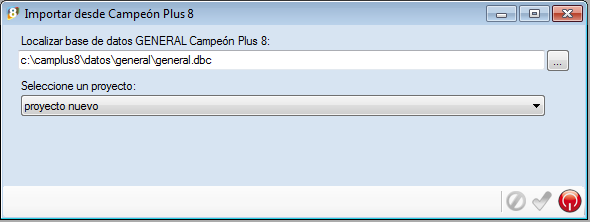 8 Importar desde Campeón Plus 8
Localizar base de datos GENERAL Campeón Plus 8:
c:\camplus8\datos\general\general.dbc
...
Seleccione un proyecto:
proyecto nuevo